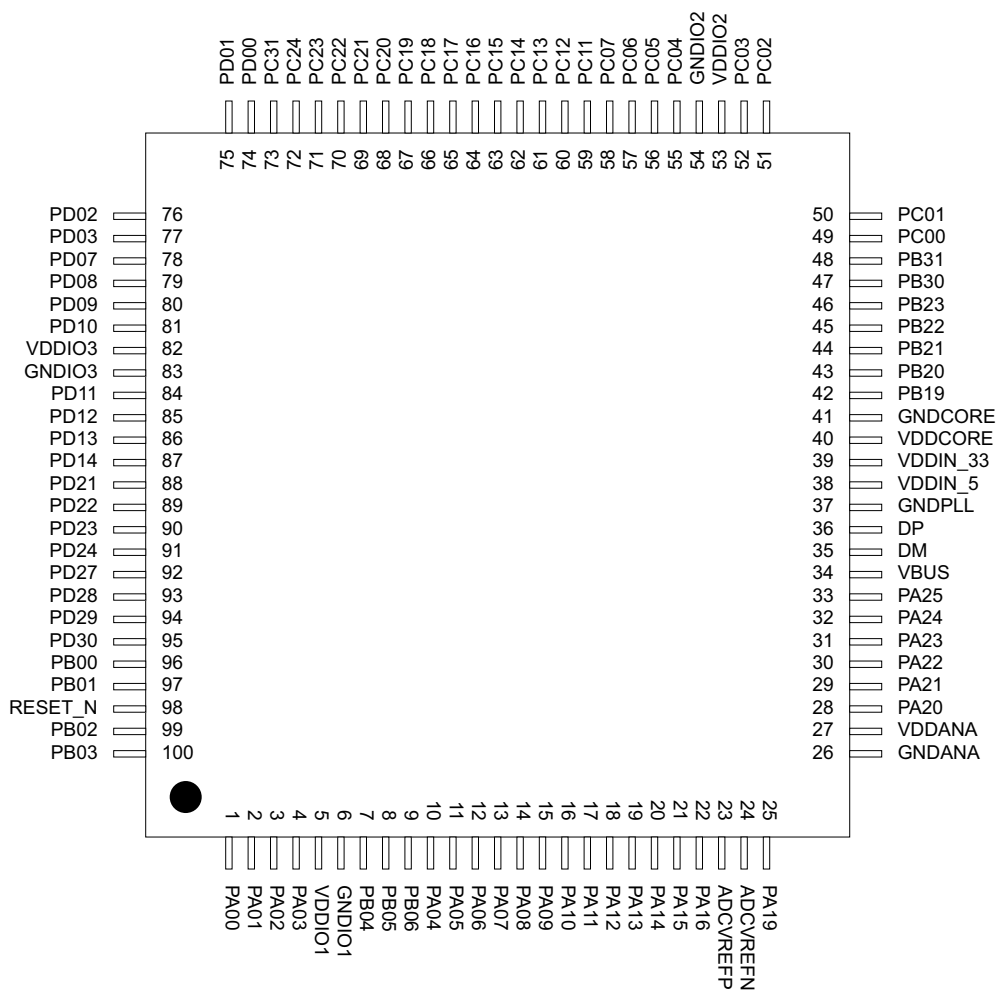 PD01 PD00 PC31 PC24 PC23 PC22 PC21 PC20 PC19 PC18 PC17 PC16 PC15 PC14 PC13 PC12 PC11 PC07 PC06 PC05 PC04 GNDIO2 VDDIO2 PC03 PC02
75 74 73 72 71 70 69 68 67 66 65 64 63 62 61 60 59 58 57 56 55 54 53 52 51
PD02 76 50 PC01
PD03 77 49 PC00
PD07 78 48 PB31
PD08 79 47 PB30
PD09 80 46 PB23
PD10 81 45 PB22
VDDIO3 82 44 PB21
GNDIO3 83 43 PB20
PD11 84 42 PB19
PD12 85 41 GNDCORE
PD13 86 40 VDDCORE
PD14 87 39 VDDIN_33
PD21 88 38 VDDIN_5
PD22 89 37 GNDPLL
PD23 90 36 DP
PD24 91 35 DM
PD27 92 34 VBUS
PD28 93 33 PA25
PD29 94 32 PA24
PD30 95 31 PA23
PB00 96 30 PA22
PB01 97 29 PA21
RESET_N 98 28 PA20
PB02 99 27 VDDANA
PB03 100 26 GNDANA
1 2 3 4 5 6 7 8 9 10 11 12 13 14 15 16 17 18 19 20 21 22 23 24 25
PA00 PA01 PA02 PA03 VDDIO1 GNDIO1 PB04 PB05 PB06 PA04 PA05 PA06 PA07 PA08 PA09 PA10 PA11 PA12 PA13 PA14 PA15 PA16 ADCVREFP ADCVREFN PA19